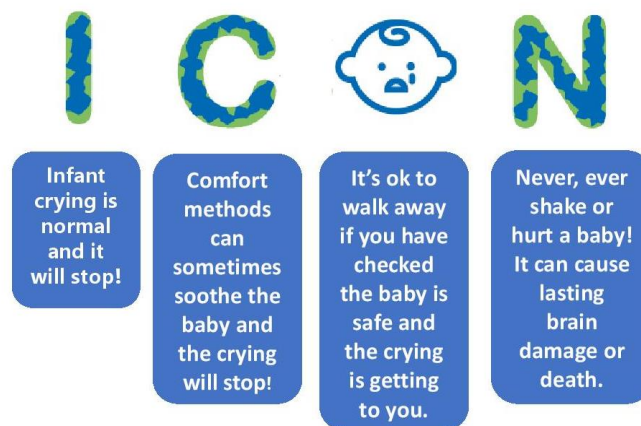 I C N
Infant
crying is
normal
and it
will stop!
Comfort
methods
can
sometimes
soothe the
baby and
the crying
will stop!
It’s ok to
walk away
if you have
checked
the baby is
safe and
the crying
is getting
to you.
Never, ever
shake or
hurt a baby!
It can cause
lasting
brain
damage or
death.